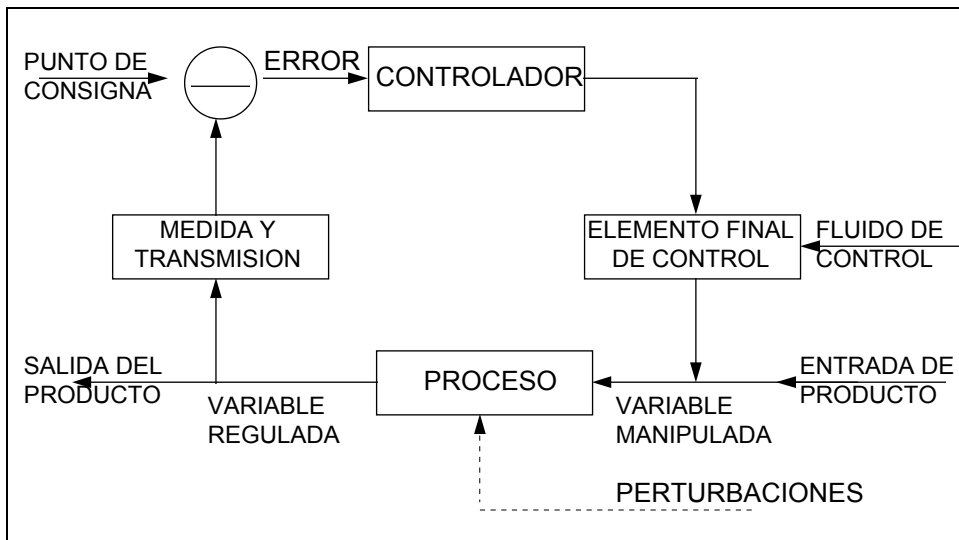 PUNTO DE
CONSIGNA
ERROR
CONTROLADOR
MEDIDA Y
TRANSMISION
ELEMENTO FINAL
DE CONTROL
FLUIDO DE
CONTROL
SALIDA DEL
PRODUCTO
VARIABLE
REGULADA
PROCESO
VARIABLE
MANIPULADA
ENTRADA DE
PRODUCTO
PERTURBACIONES